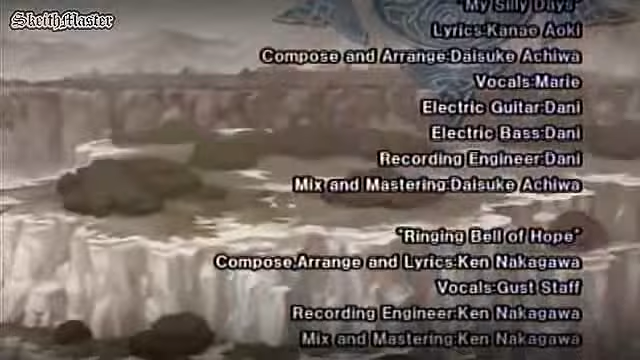 SkeithMaster
"My Silly Days"
Lyrics:Kanae Aoki
Compose and Arrange:Daisuke Achiwa
Vocals:Marie
Electric Guitar:Dani
Electric Bass:Dani
Recording Engineer:Dani
Mix and Mastering:Daisuke Achiwa
"Ringing Bell of Hope"
Compose,Arrange and Lyrics:Ken Nakagawa
Vocals:Gust Staff
Recording Engineer:Ken Nakagawa
Mix and Mastering:Ken Nakagawa